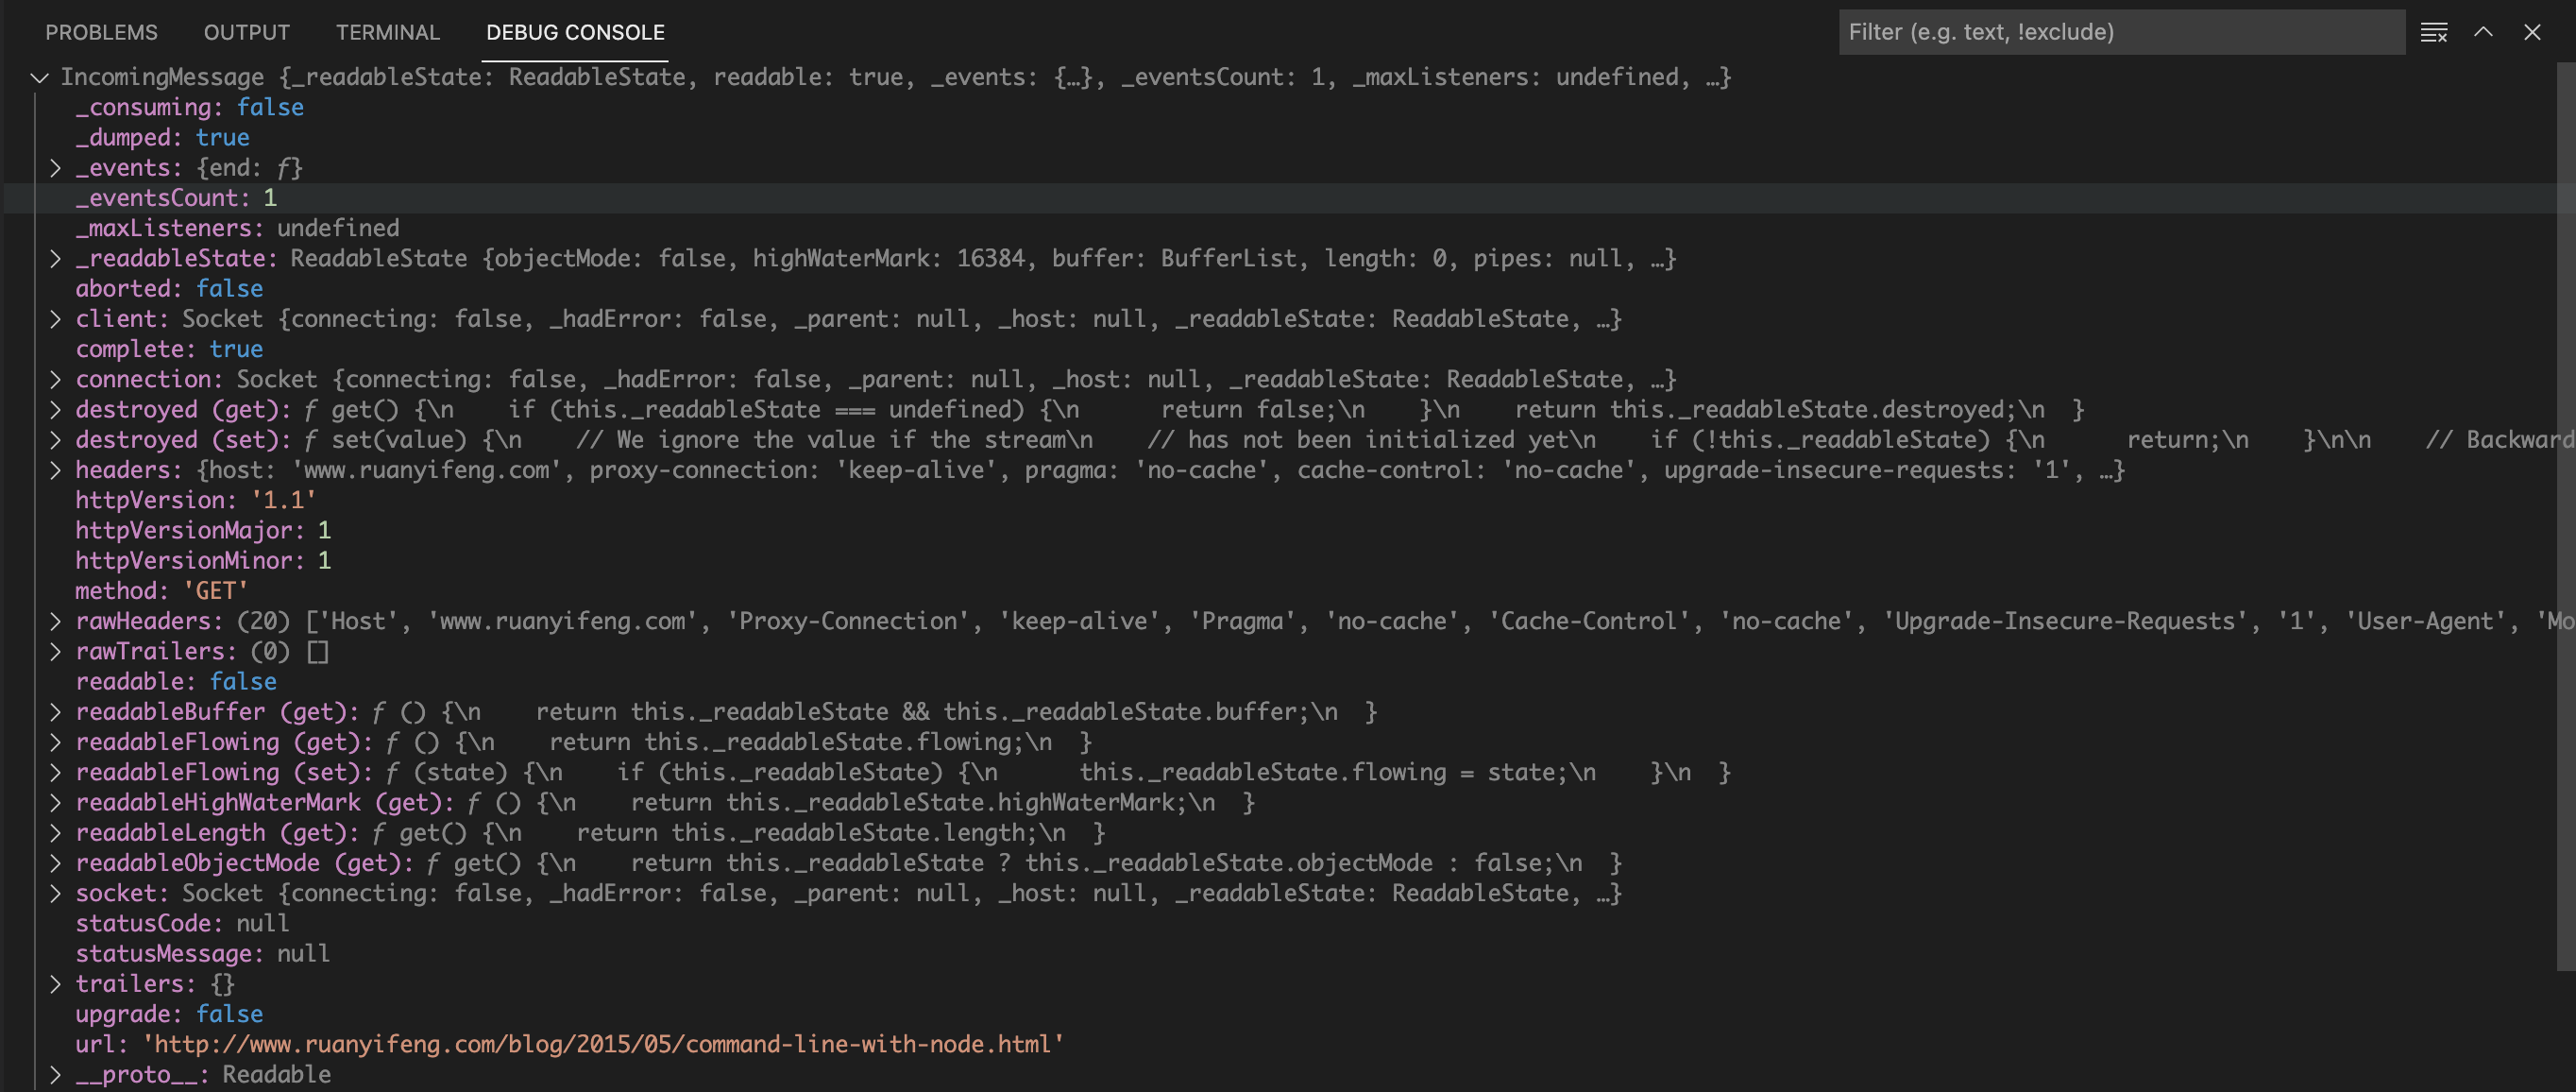 PROBLEMS OUTPUT TERMINAL DEBUG CONSOLE Filter (e.g. text, !exclude)
IncomingMessage {_readableState: ReadableState, readable: true, _events: {…}, _eventsCount: 1, _maxListeners: undefined, …}
_consuming: false
_dumped: true
_events: {end: ƒ}
_eventsCount: 1
_maxListeners: undefined
_readableState: ReadableState {objectMode: false, highWaterMark: 16384, buffer: BufferList, length: 0, pipes: null, …}
aborted: false
client: Socket {connecting: false, _hadError: false, _parent: null, _host: null, _readableState: ReadableState, …}
complete: true
connection: Socket {connecting: false, _hadError: false, _parent: null, _host: null, _readableState: ReadableState, …}
destroyed (get): ƒ get() {\n    if (this._readableState === undefined) {\n      return false;\n    }\n    return this._readableState.destroyed;\n  }
destroyed (set): ƒ set(value) {\n    // We ignore the value if the stream\n    // has not been initialized yet\n    if (!this._readableState) {\n      return;\n    }\n\n    // Backward
headers: {host: 'www.ruanyifeng.com', proxy-connection: 'keep-alive', pragma: 'no-cache', cache-control: 'no-cache', upgrade-insecure-requests: '1', …}
httpVersion: '1.1'
httpVersionMajor: 1
httpVersionMinor: 1
method: 'GET'
rawHeaders: (20) ['Host', 'www.ruanyifeng.com', 'Proxy-Connection', 'keep-alive', 'Pragma', 'no-cache', 'Cache-Control', 'no-cache', 'Upgrade-Insecure-Requests', '1', 'User-Agent', 'Mo
rawTrailers: (0) []
readable: false
readableBuffer (get): ƒ () {\n    return this._readableState && this._readableState.buffer;\n  }
readableFlowing (get): ƒ () {\n    return this._readableState.flowing;\n  }
readableFlowing (set): ƒ (state) {\n    if (this._readableState) {\n      this._readableState.flowing = state;\n    }\n  }
readableHighWaterMark (get): ƒ () {\n    return this._readableState.highWaterMark;\n  }
readableLength (get): ƒ get() {\n    return this._readableState.length;\n  }
readableObjectMode (get): ƒ get() {\n    return this._readableState ? this._readableState.objectMode : false;\n  }
socket: Socket {connecting: false, _hadError: false, _parent: null, _host: null, _readableState: ReadableState, …}
statusCode: null
statusMessage: null
trailers: {}
upgrade: false
url: 'http://www.ruanyifeng.com/blog/2015/05/command-line-with-node.html'
__proto__: Readable